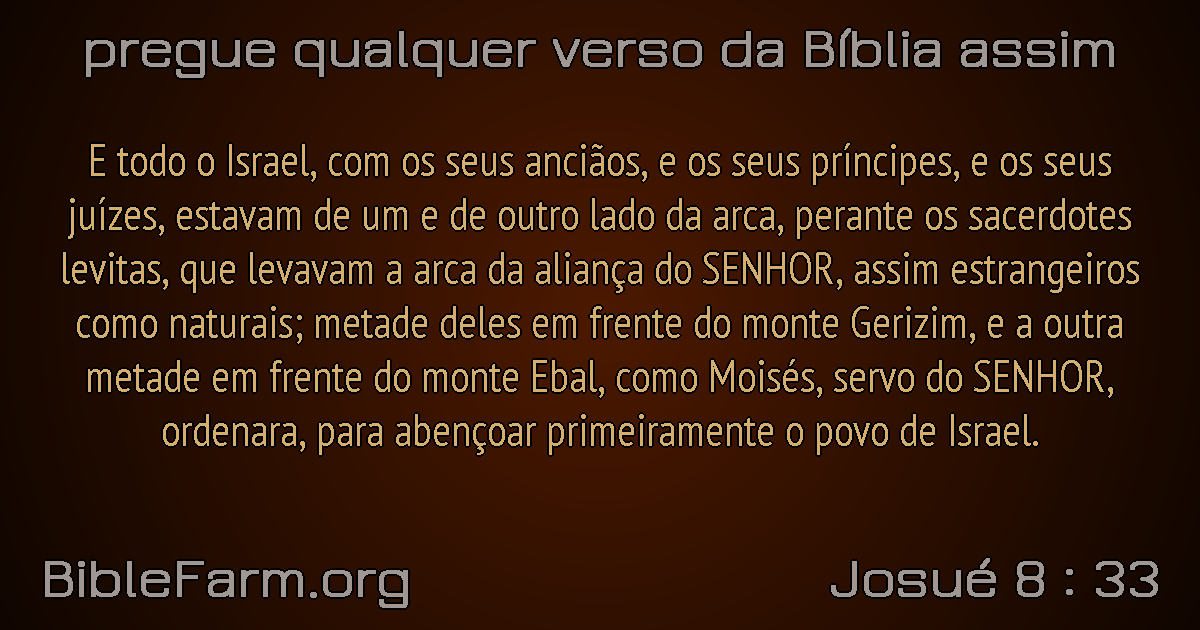 pregue qualquer verso da Bíblia assim
E todo o Israel, com os seus anciãos, e os seus príncipes, e os seus
juízes, estavam de um e de outro lado da arca, perante os sacerdotes
levitas, que levavam a arca da aliança do SENHOR, assim estrangeiros
como naturais; metade deles em frente do monte Gerizim, e a outra
metade em frente do monte Ebal, como Moisés, servo do SENHOR,
ordenara, para abençoar primeiramente o povo de Israel.
BibleFarm.org
Josué 8 : 33